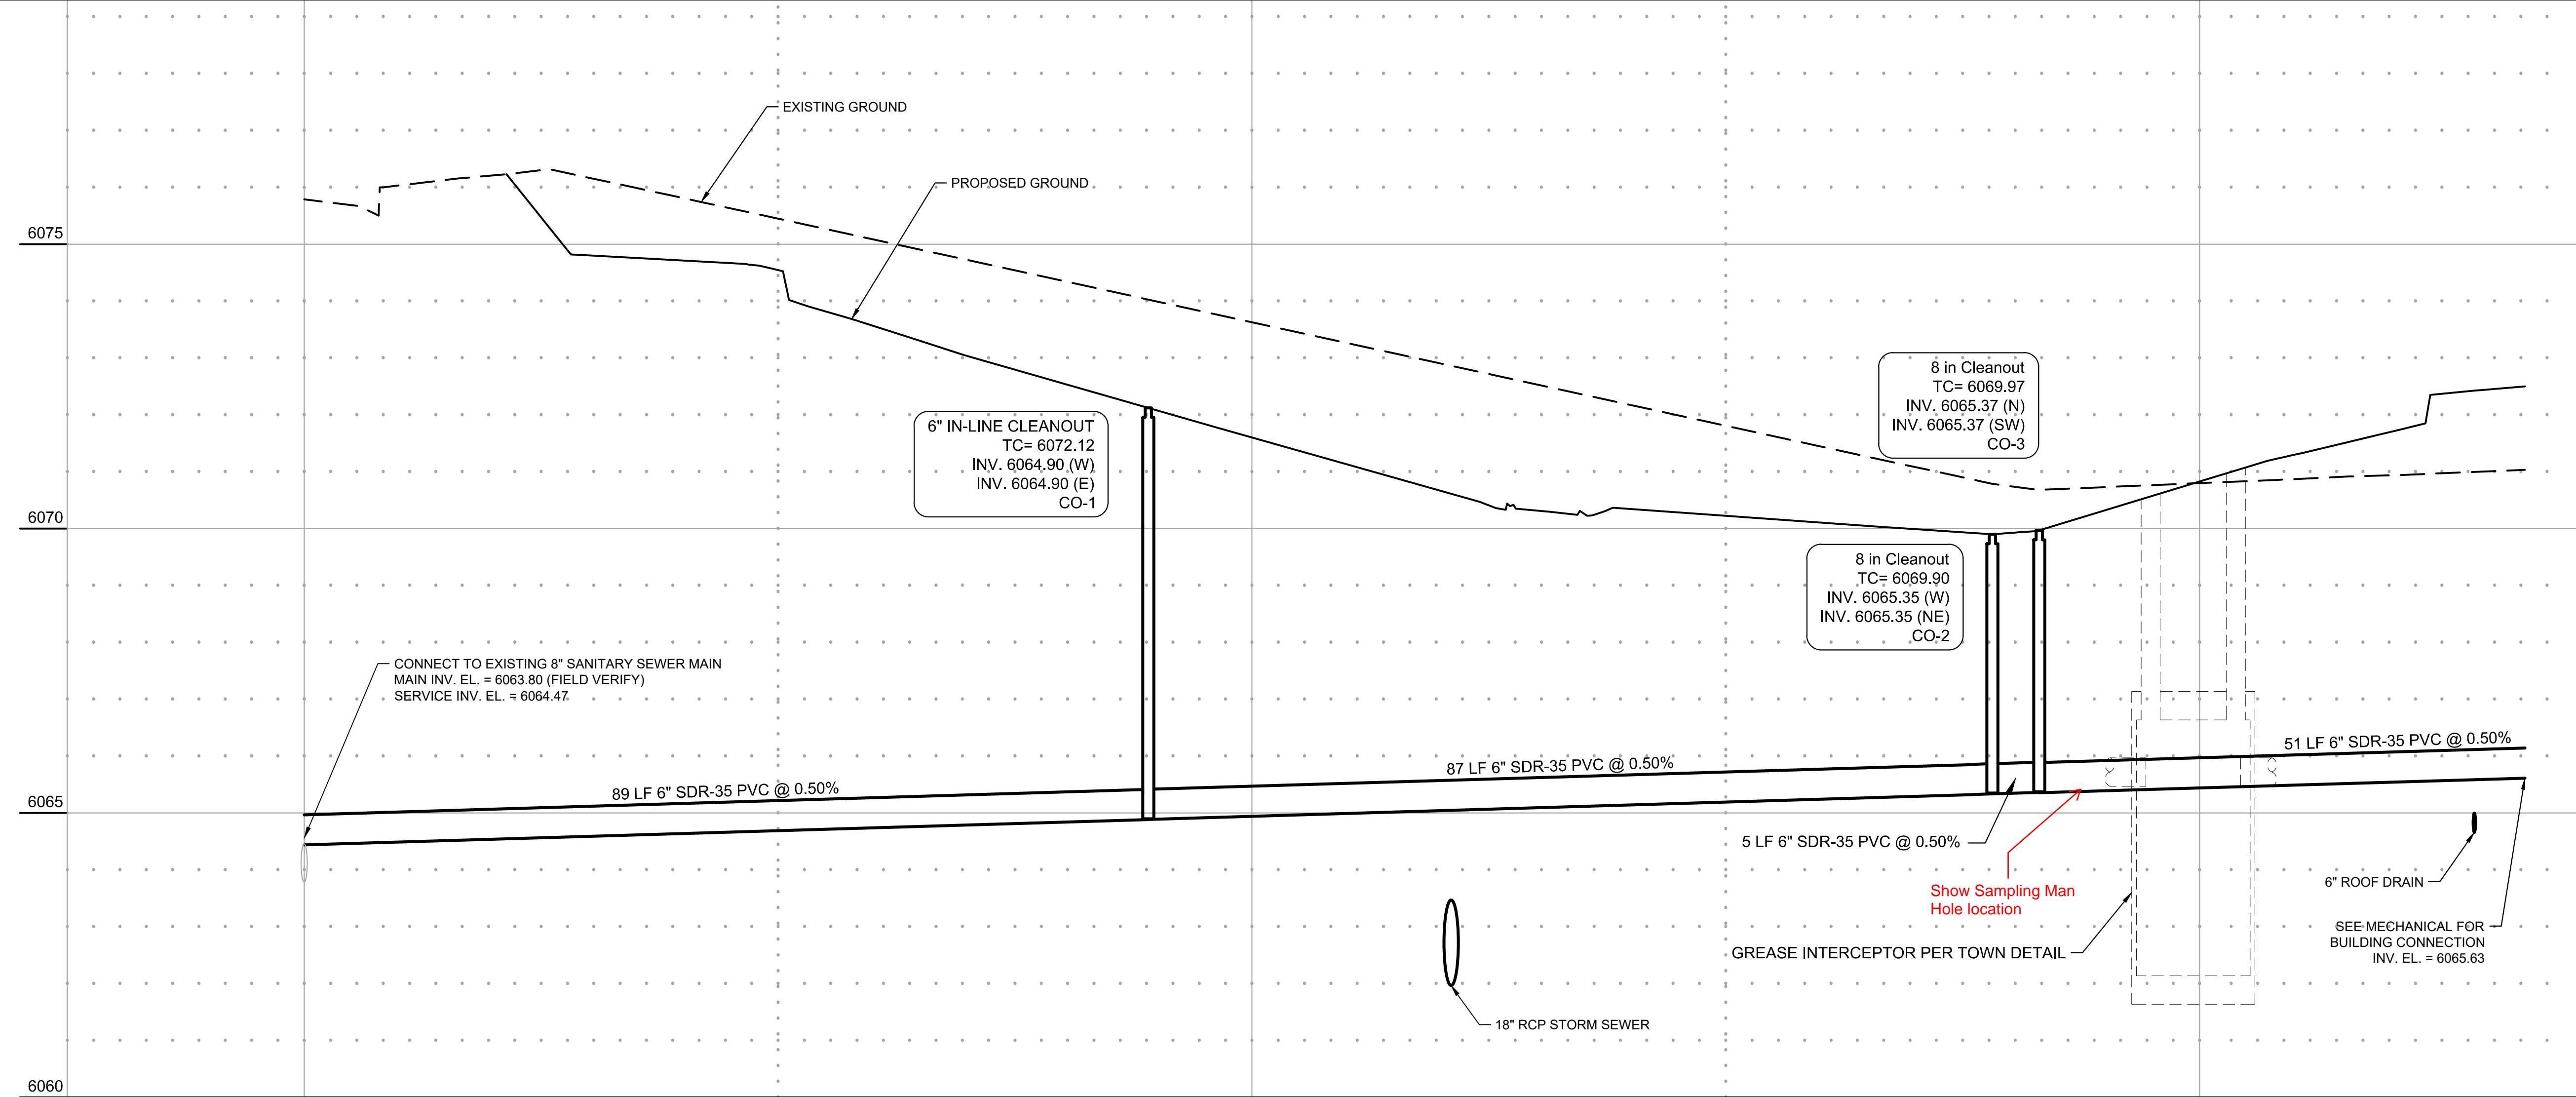 EXISTING GROUND
PROPOSED GROUND
6075
8 in Cleanout
TC= 6069.97
INV. 6065.37 (N)
INV. 6065.37 (SW)
CO-3
6" IN-LINE CLEANOUT
TC= 6072.12
INV. 6064.90 (W)
INV. 6064.90 (E)
CO-1
6070
8 in Cleanout
TC= 6069.90
INV. 6065.35 (W)
INV. 6065.35 (NE)
CO-2
CONNECT TO EXISTING 8" SANITARY SEWER MAIN
MAIN INV. EL. = 6063.80 (FIELD VERIFY)
SERVICE INV. EL. = 6064.47
51 LF 6" SDR-35 PVC @ 0.50%
87 LF 6" SDR-35 PVC @ 0.50%
89 LF 6" SDR-35 PVC @ 0.50%
6065
5 LF 6" SDR-35 PVC @ 0.50%
Show Sampling Man
Hole location
6" ROOF DRAIN
GREASE INTERCEPTOR PER TOWN DETAIL
SEE MECHANICAL FOR
BUILDING CONNECTION
INV. EL. = 6065.63
18" RCP STORM SEWER
6060